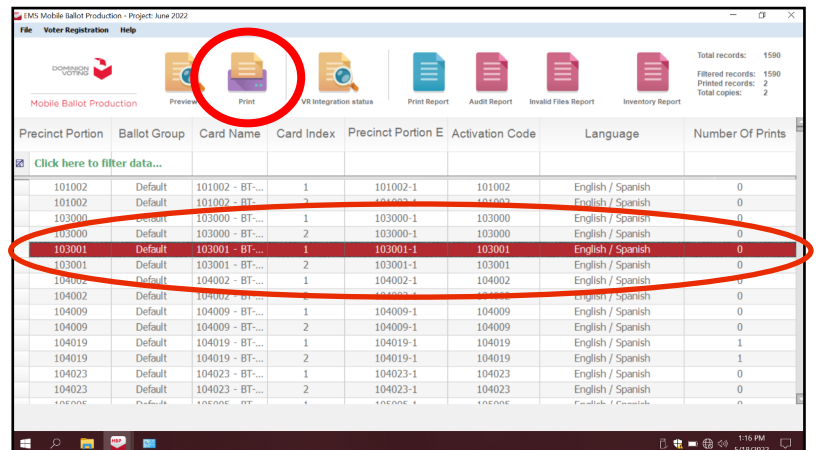 EMS Mobile Ballot Production - Project: June 2022
File Voter Registration Help
DOMINION
VOTING
Mobile Ballot Production
Preview
Print
VR Integration status
Print Report
Audit Report
Invalid Files Report
Inventory Report
Total records: 1590
Filtered records: 1590
Printed records: 2
Total copies: 2
Precinct Portion Ballot Group Card Name Card Index Precinct Portion E Activation Code Language Number Of Prints
Click here to filter data...
101002 Default 101002 - BT-... 1 101002-1 101002 English / Spanish 0
101002 Default 101002 - BT-... 2 101002-1 101002 English / Spanish 0
103000 Default 103000 - BT-... 1 103000-1 103000 English / Spanish 0
103000 Default 103000 - BT-... 2 103000-1 103000 English / Spanish 0
103001 Default 103001 - BT-... 1 103001-1 103001 English / Spanish 0
103001 Default 103001 - BT-... 2 103001-1 103001 English / Spanish 0
104002 Default 104002 - BT-... 1 104002-1 104002 English / Spanish 0
104002 Default 104002 - BT-... 2 104002-1 104002 English / Spanish 0
104009 Default 104009 - BT-... 1 104009-1 104009 English / Spanish 0
104009 Default 104009 - BT-... 2 104009-1 104009 English / Spanish 0
104019 Default 104019 - BT-... 1 104019-1 104019 English / Spanish 1
104019 Default 104019 - BT-... 2 104019-1 104019 English / Spanish 1
104023 Default 104023 - BT-... 1 104023-1 104023 English / Spanish 0
104023 Default 104023 - BT-... 2 104023-1 104023 English / Spanish 0
MBP
1:16 PM